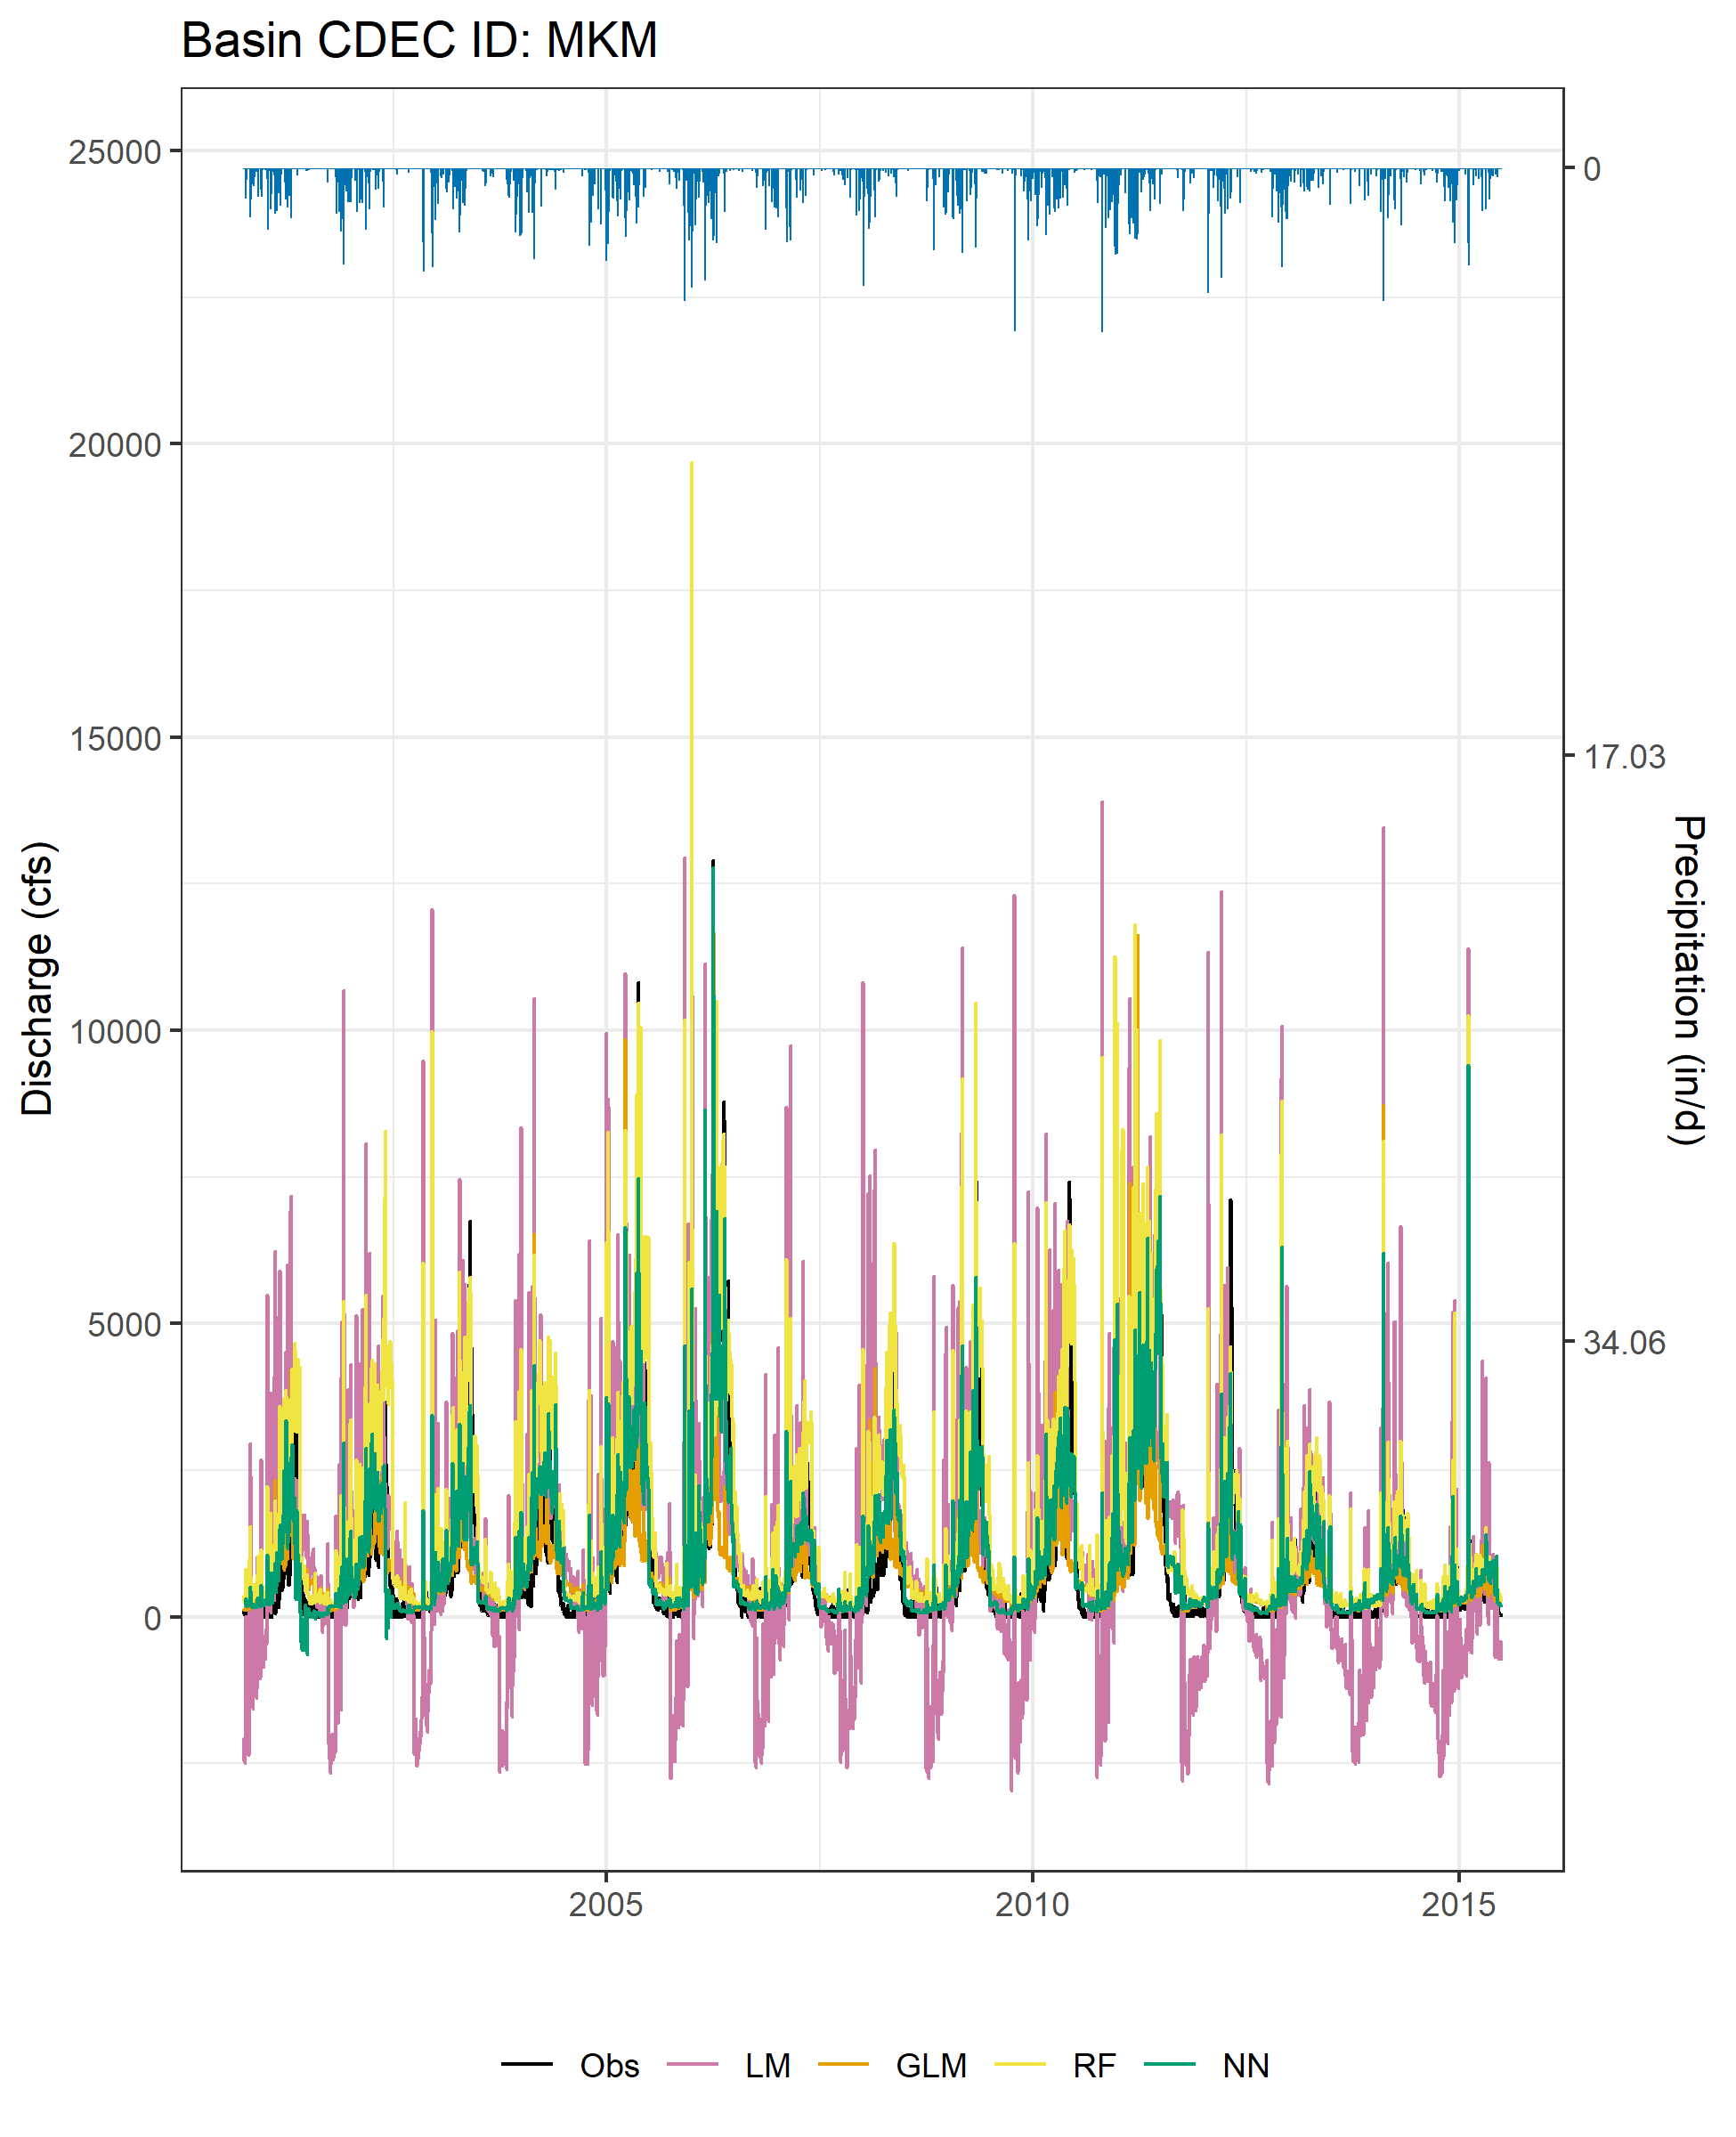 Basin CDEC ID: MKM
25000
20000
15000
10000
5000
0
Discharge (cfs)
0
17.03
34.06
Precipitation (in/d)
2005
2010
2015
Obs
LM
GLM
RF
NN